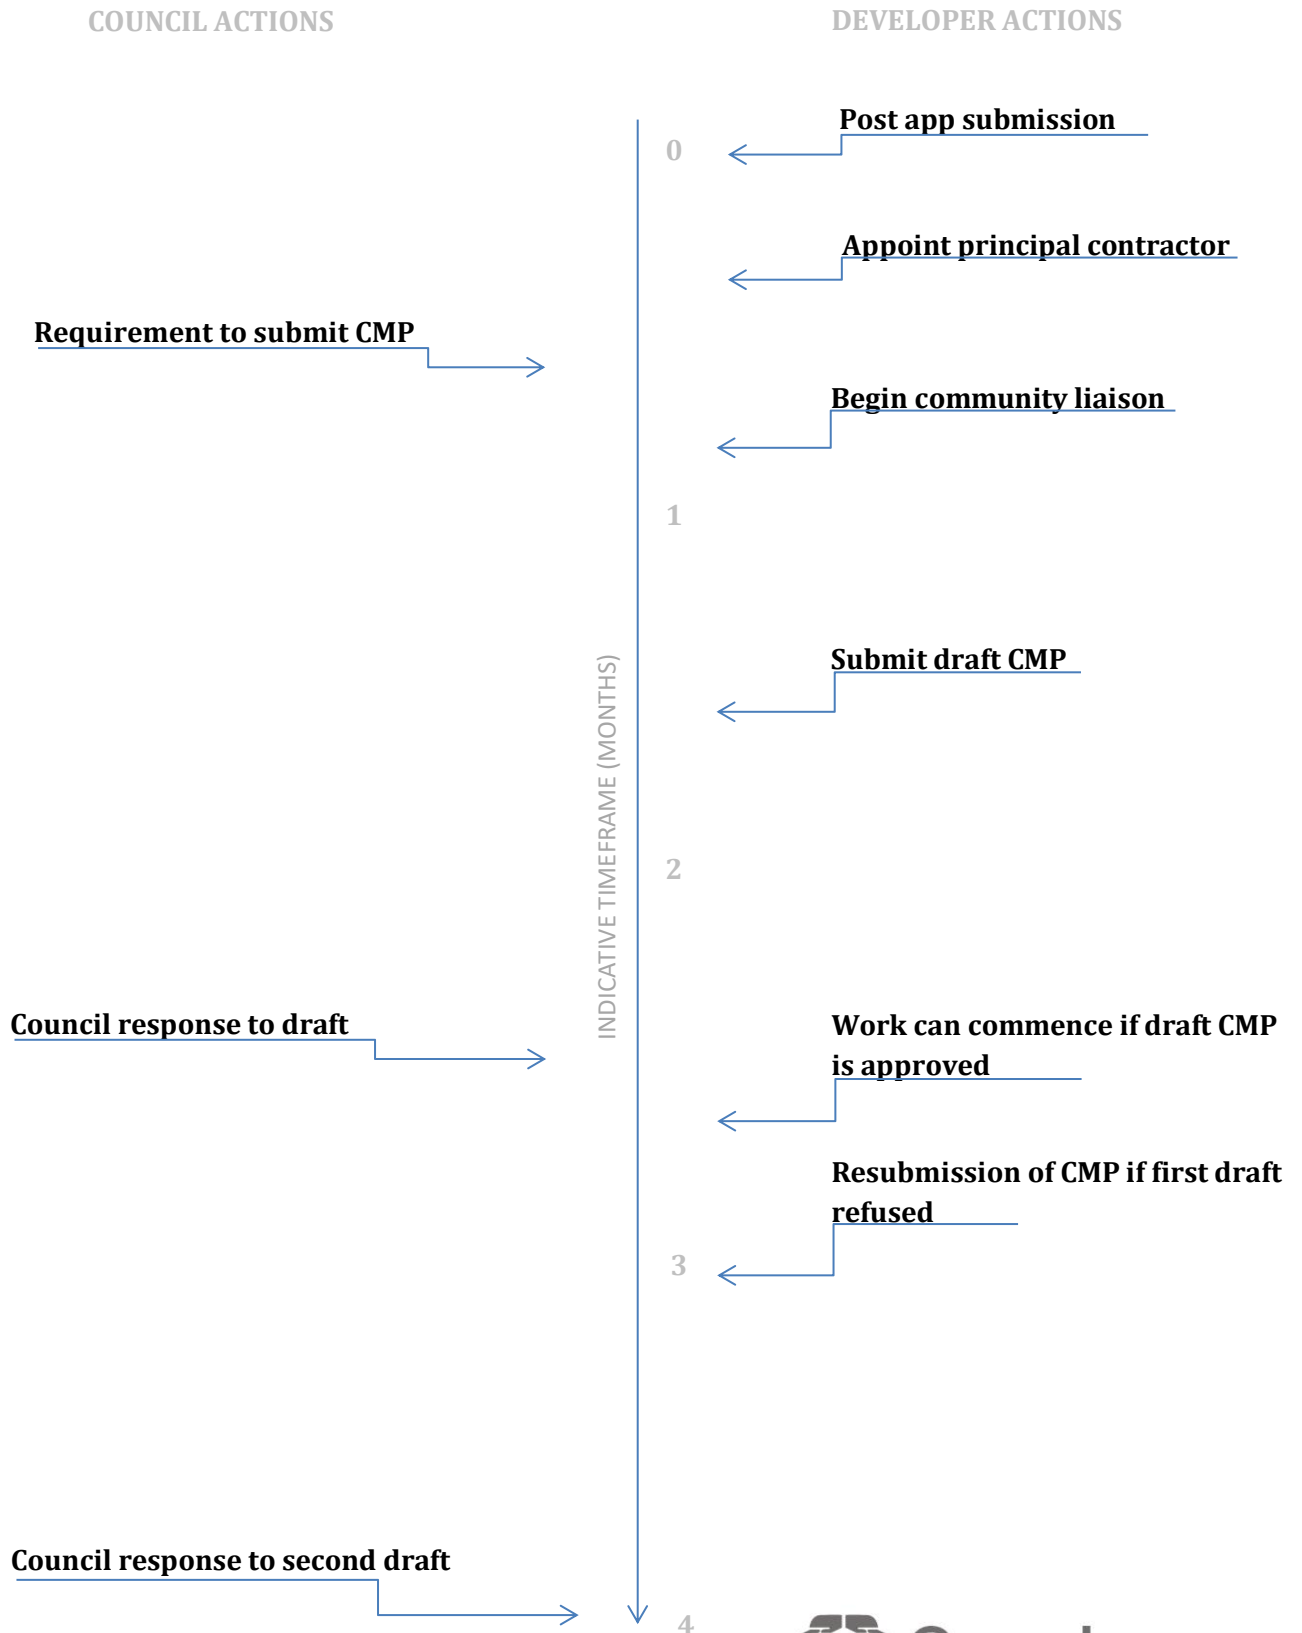 COUNCIL ACTIONS
DEVELOPER ACTIONS
Post app submission
0
Appoint principal contractor
Requirement to submit CMP
Begin community liaison
1
Submit draft CMP
INDICATIVE TIMEFRAME (MONTHS)
2
Council response to draft
Work can commence if draft CMP
is approved
Resubmission of CMP if first draft
refused
3
Council response to second draft
4